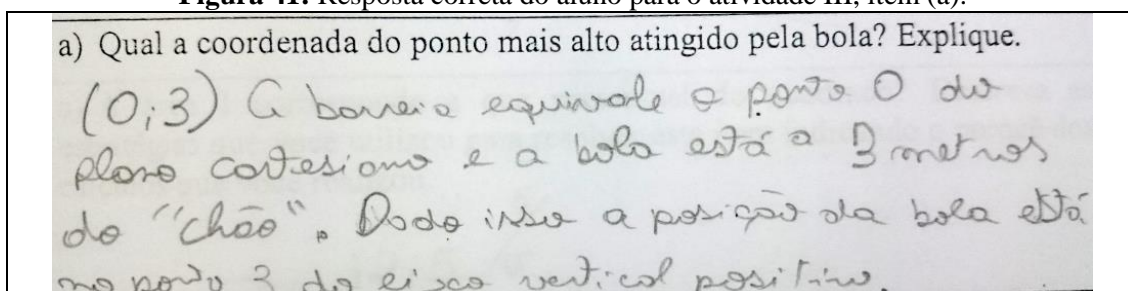 Figura 41: Resposta correta do aluno para o atividade III, item (a).
a) Qual a coordenada do ponto mais alto atingido pela bola? Explique.
(0;3) A barreia equivale o ponto 0 do
plano cartesiano e a bola está a 3 metros
do "chão". Dado isso a posição da bola está
no ponto 3 do eixo vertical positivo.